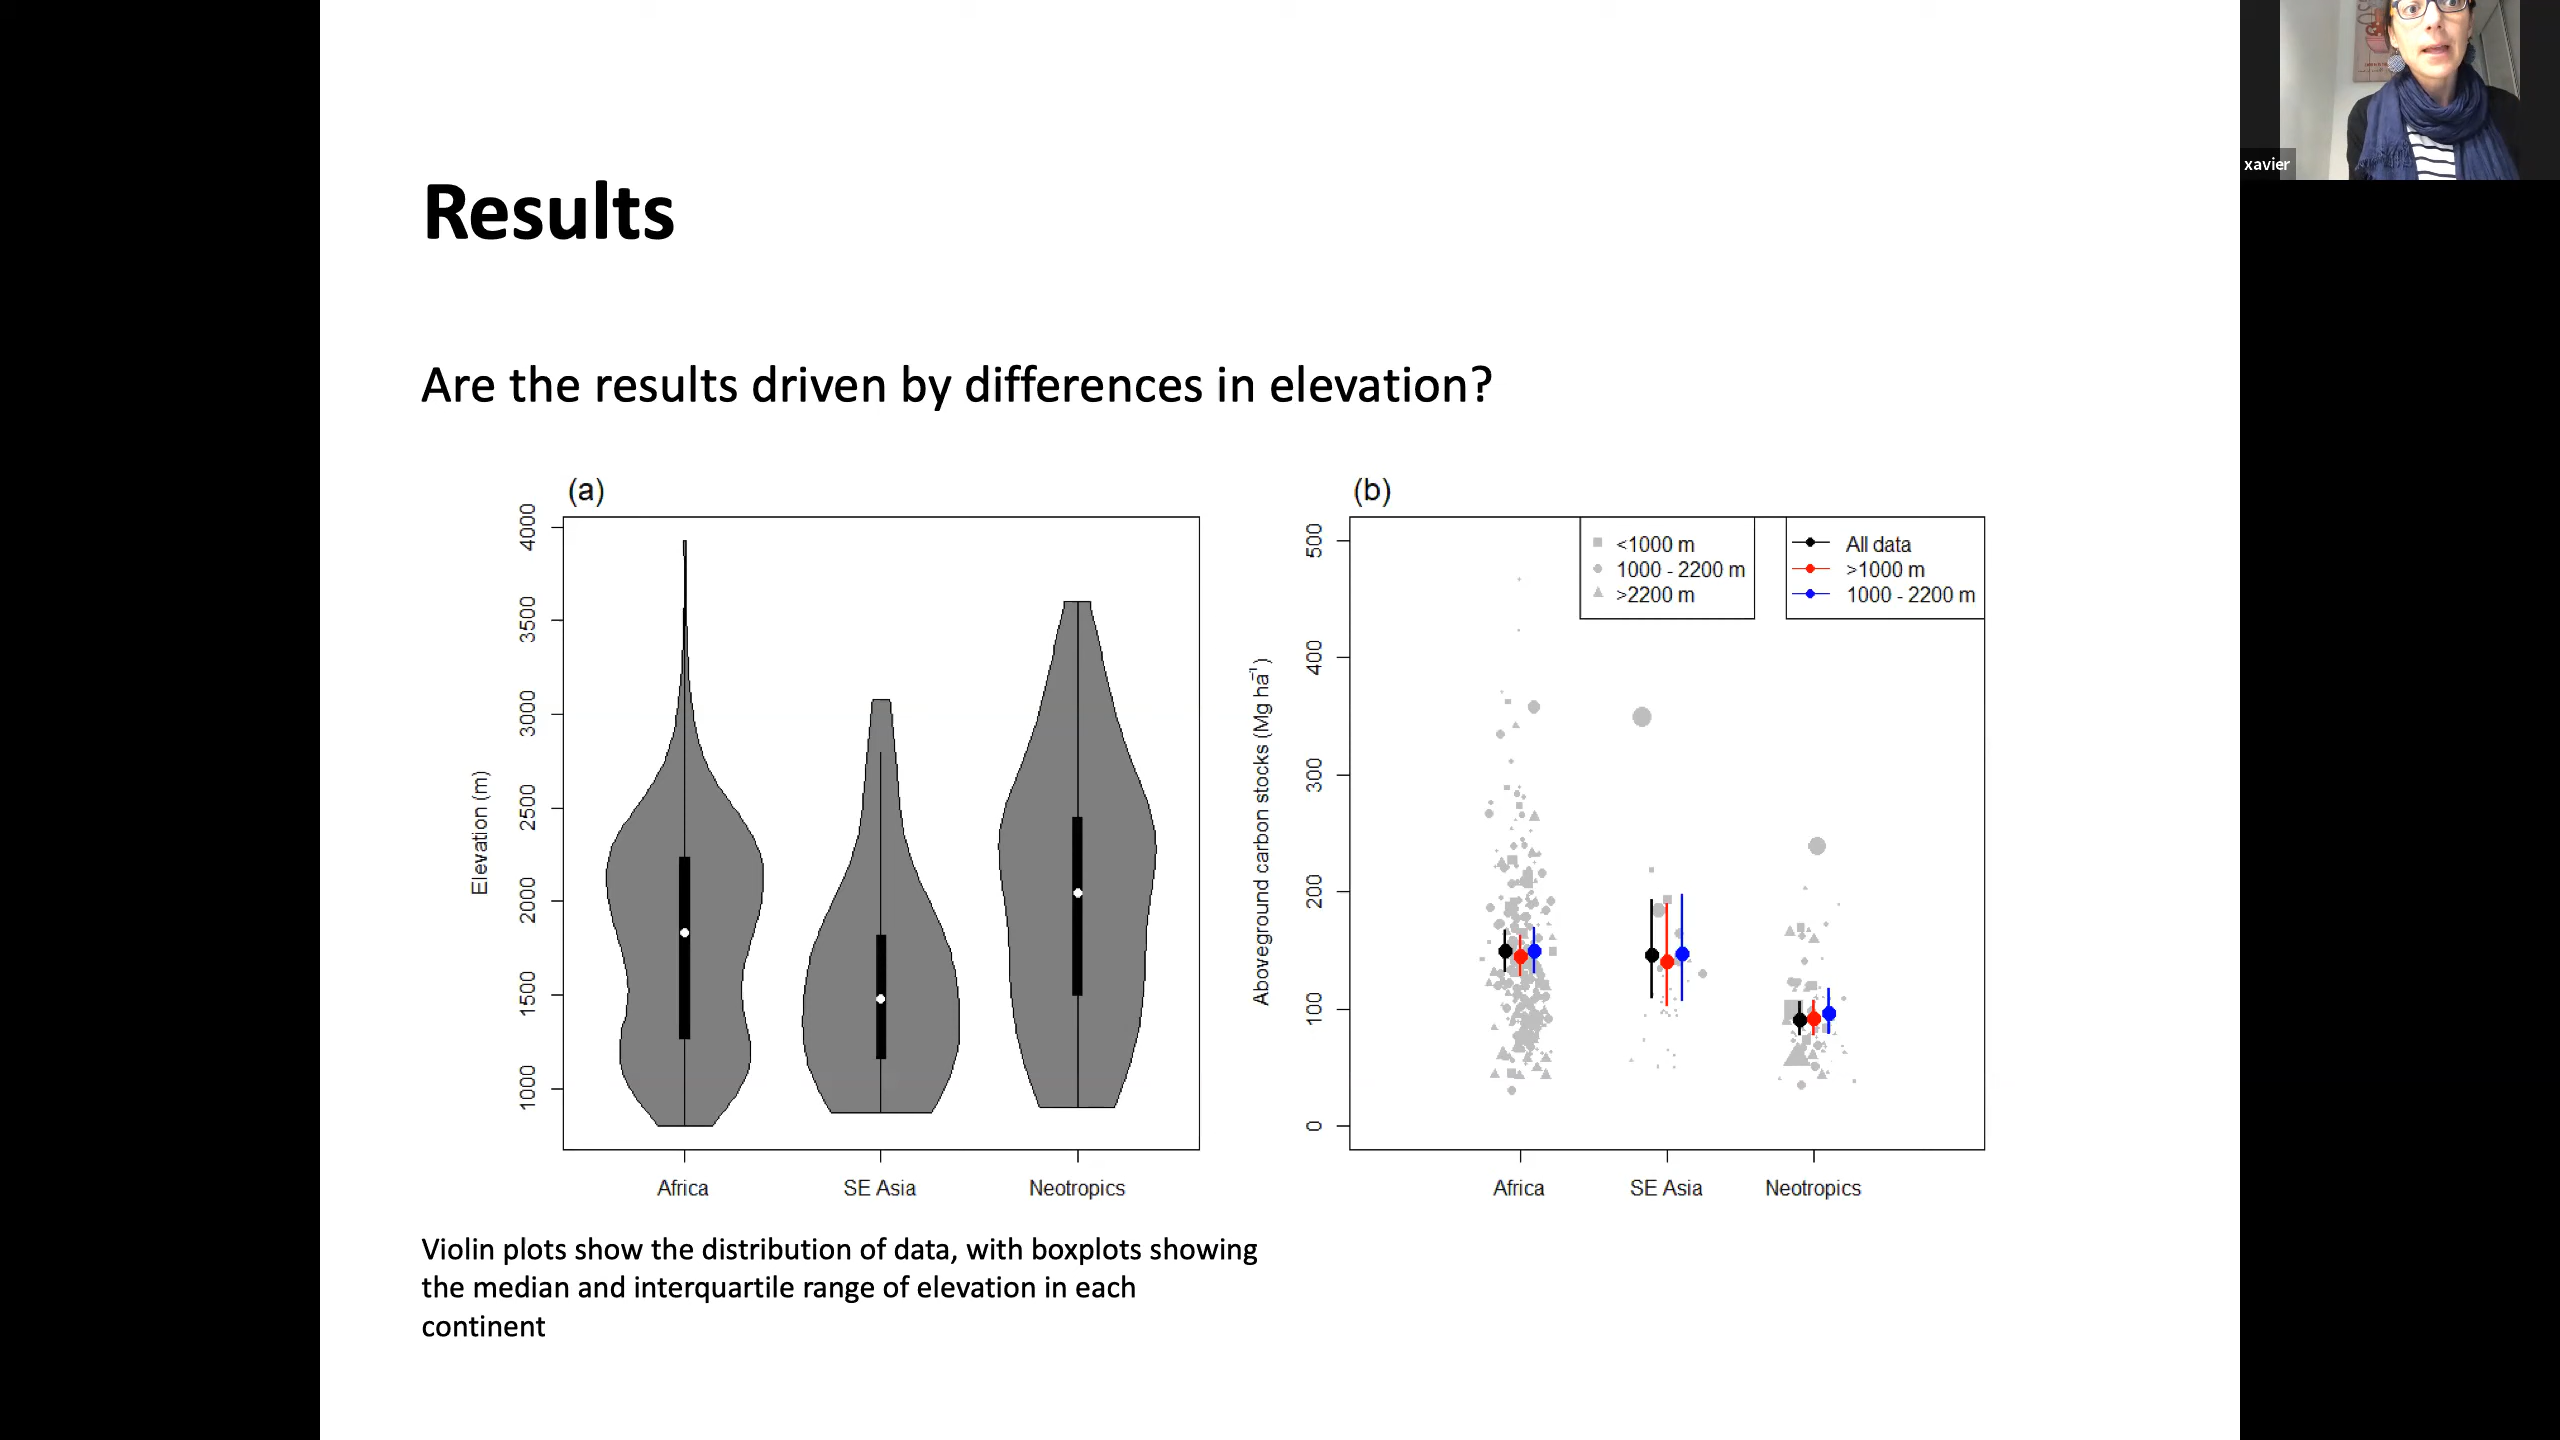 xavier
Results
Are the results driven by differences in elevation?
(a)
4000
3500
3000
2500
2000
1500
1000
Elevation (m)
Africa
SE Asia
Neotropics
(b)
500
400
300
200
100
0
Aboveground carbon stocks (Mg ha⁻¹)
<1000 m
1000 - 2200 m
>2200 m
All data
>1000 m
1000 - 2200 m
Africa
SE Asia
Neotropics
Violin plots show the distribution of data, with boxplots showing
the median and interquartile range of elevation in each
continent